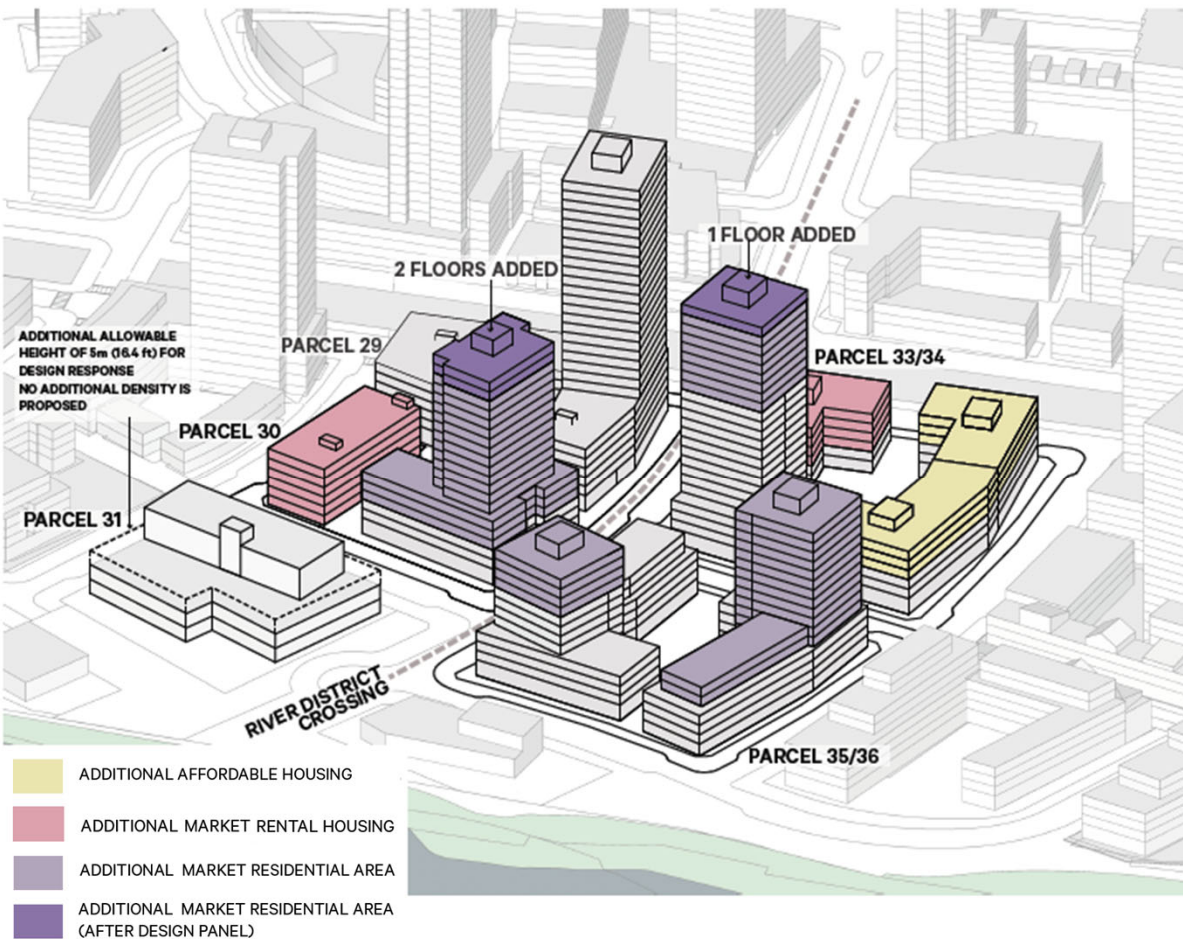 1 FLOOR ADDED
2 FLOORS ADDED
ADDITIONAL ALLOWABLE
HEIGHT OF 5m (16.4 ft) FOR
DESIGN RESPONSE
NO ADDITIONAL DENSITY IS
PROPOSED
PARCEL 29
PARCEL 33/34
PARCEL 30
PARCEL 31
RIVER DISTRICT
CROSSING
PARCEL 35/36
ADDITIONAL AFFORDABLE HOUSING
ADDITIONAL MARKET RENTAL HOUSING
ADDITIONAL MARKET RESIDENTIAL AREA
ADDITIONAL MARKET RESIDENTIAL AREA
(AFTER DESIGN PANEL)